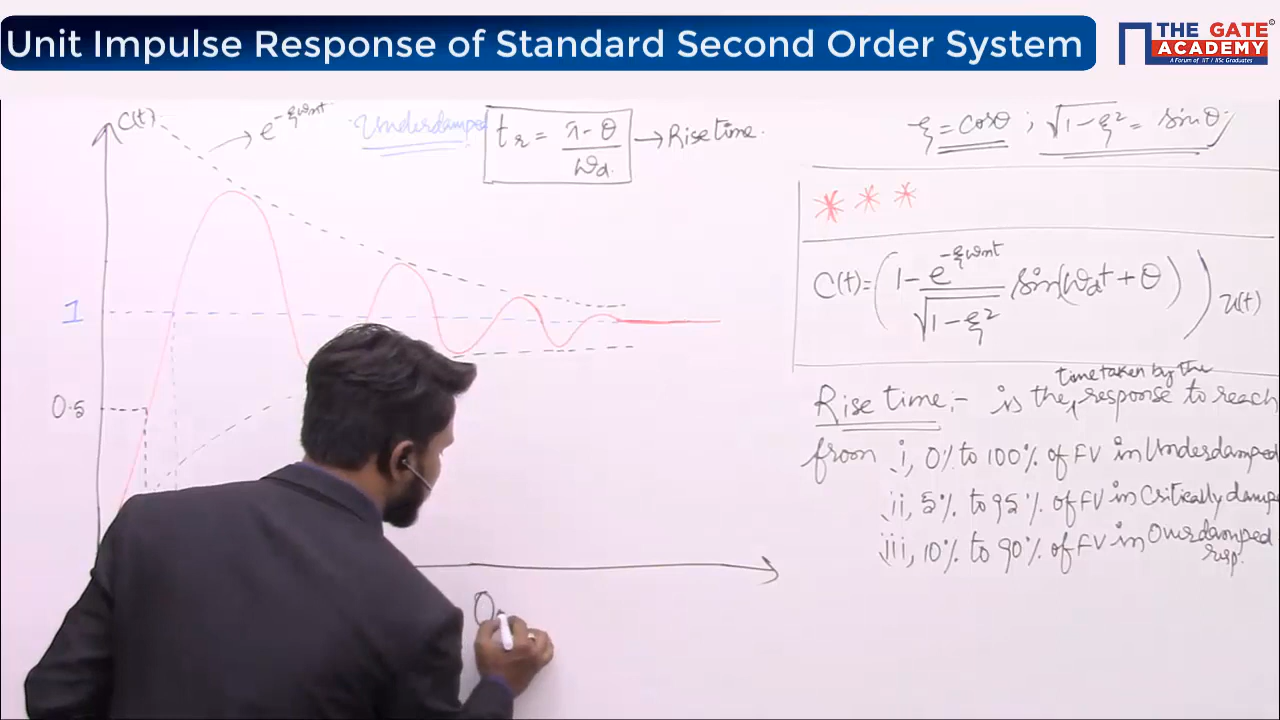 Unit Impulse Response of Standard Second Order System
THE GATE
ACADEMY
A Forum of IIT / IISc Graduates
C(t)
e^-ξωnt
Underdamped
tr = π-θ / ωd → Rise time.
ξ = cosθ ; √1-ξ² = sinθ
* * *
C(t) = (1 - e^-ξωnt / √1-ξ² sin(ωdt + θ)) u(t)
1
0.5
Rise time:- is the time taken by the response to reach
from i, 0% to 100% of FV in Underdamped
ii, 5% to 95% of FV in Critically damp
iii, 10% to 90% of FV in Overdamped
resp.